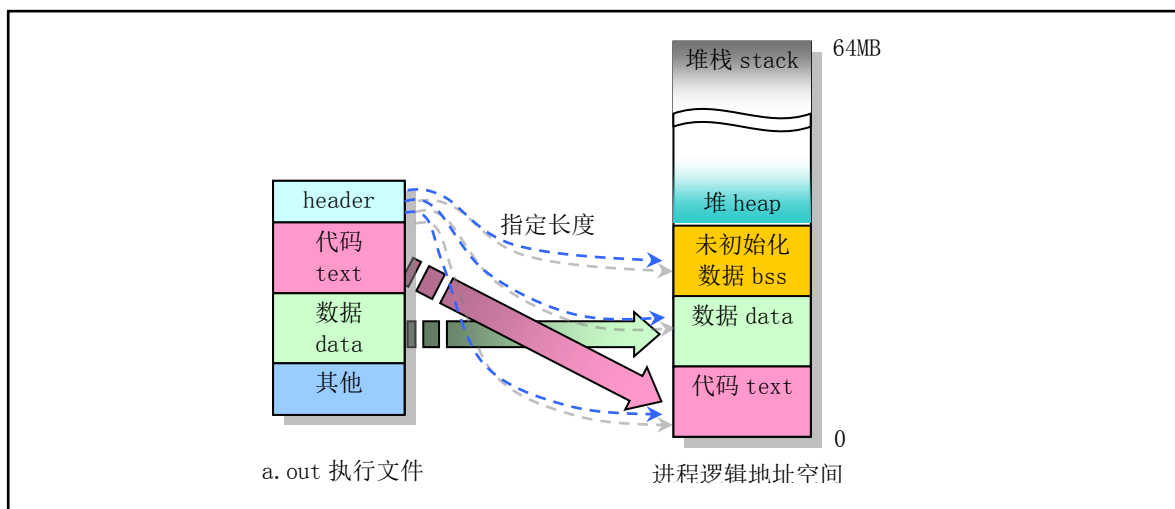 64MB
堆栈 stack
header
代码
text
数据
data
其他
指定长度
堆 heap
未初始化
数据 bss
数据 data
代码 text
0
a.out 执行文件
进程逻辑地址空间